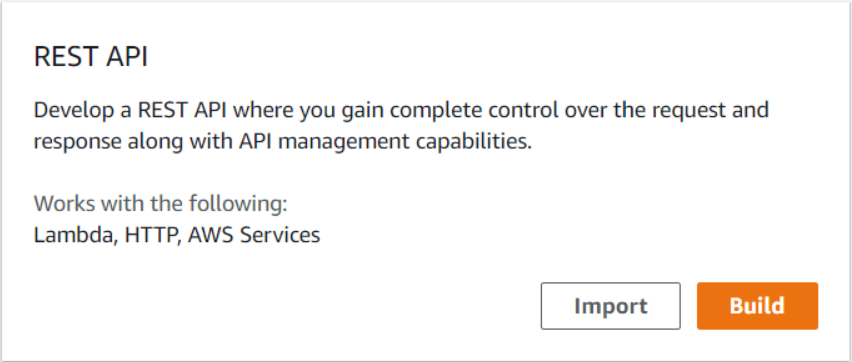 REST API
Develop a REST API where you gain complete control over the request and
response along with API management capabilities.
Works with the following:
Lambda, HTTP, AWS Services
Import
Build